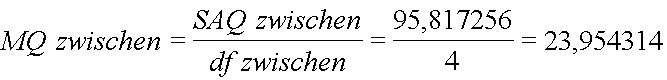 MQ zwischen = SAQ zwischen / df zwischen = 95,817256 / 4 = 23,954314